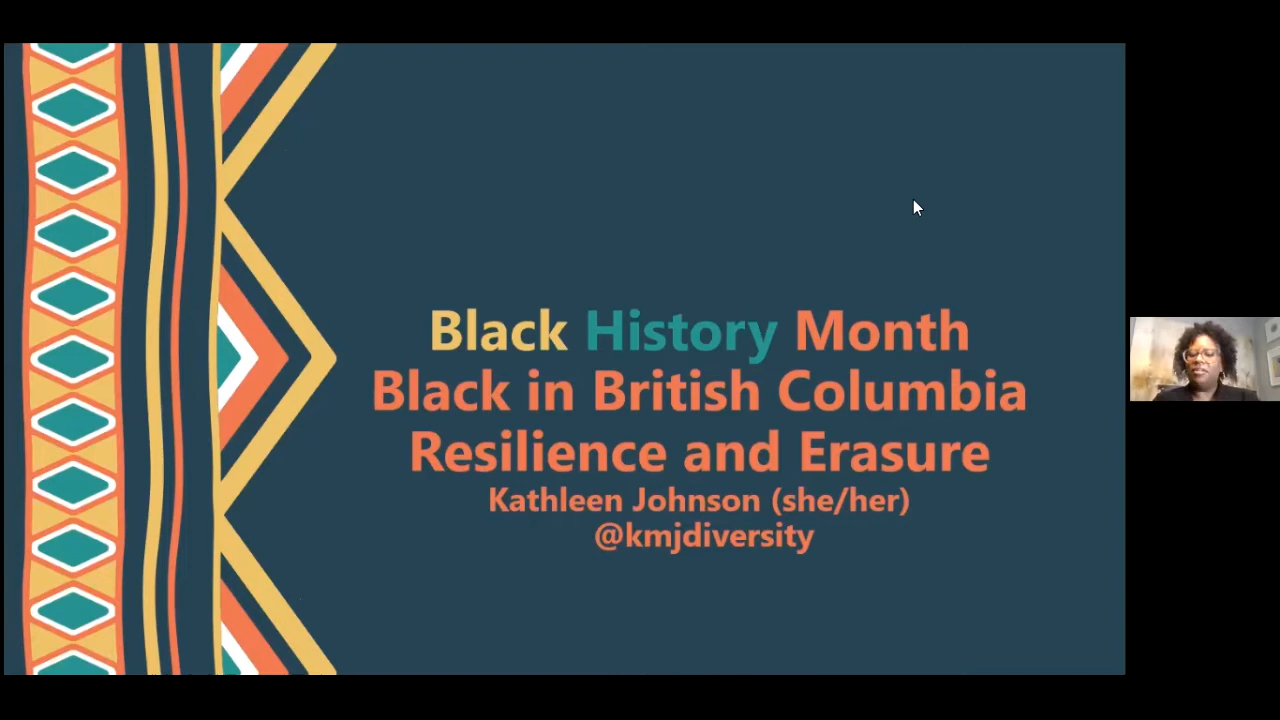 Black History Month
Black in British Columbia
Resilience and Erasure
Kathleen Johnson (she/her)
@kmjdiversity